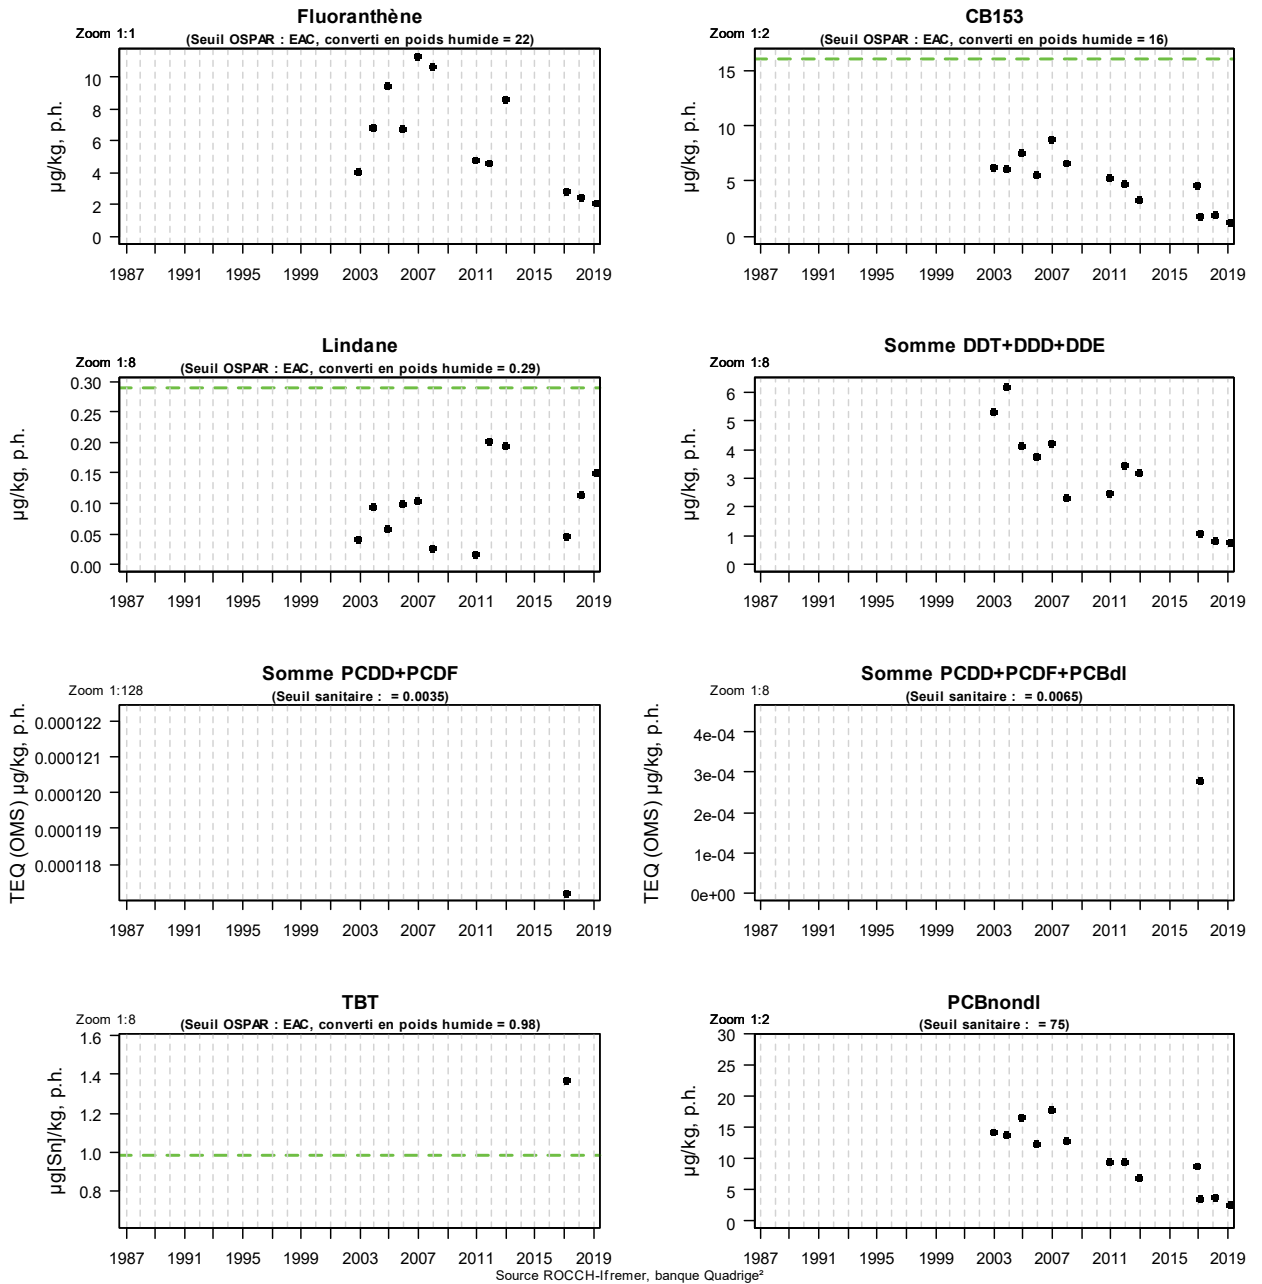 Fluoranthène
Zoom 1:1
(Seuil OSPAR : EAC, converti en poids humide = 22)
µg/kg, p.h.
10
8
6
4
2
0
1987 1991 1995 1999 2003 2007 2011 2015 2019
CB153
Zoom 1:2
(Seuil OSPAR : EAC, converti en poids humide = 16)
µg/kg, p.h.
15
10
5
0
1987 1991 1995 1999 2003 2007 2011 2015 2019
Lindane
Zoom 1:8
(Seuil OSPAR : EAC, converti en poids humide = 0.29)
µg/kg, p.h.
0.30
0.25
0.20
0.15
0.10
0.05
0.00
1987 1991 1995 1999 2003 2007 2011 2015 2019
Somme DDT+DDD+DDE
Zoom 1:8
µg/kg, p.h.
6
5
4
3
2
1
0
1987 1991 1995 1999 2003 2007 2011 2015 2019
Somme PCDD+PCDF
Zoom 1:128
(Seuil sanitaire :  = 0.0035)
TEQ (OMS) µg/kg, p.h.
0.000122
0.000121
0.000120
0.000119
0.000118
1987 1991 1995 1999 2003 2007 2011 2015 2019
Somme PCDD+PCDF+PCBdl
Zoom 1:8
(Seuil sanitaire :  = 0.0065)
TEQ (OMS) µg/kg, p.h.
4e-04
3e-04
2e-04
1e-04
0e+00
1987 1991 1995 1999 2003 2007 2011 2015 2019
TBT
Zoom 1:8
(Seuil OSPAR : EAC, converti en poids humide = 0.98)
µg[Sn]/kg, p.h.
1.6
1.4
1.2
1.0
0.8
1987 1991 1995 1999 2003 2007 2011 2015 2019
PCBnondl
Zoom 1:2
(Seuil sanitaire :  = 75)
µg/kg, p.h.
30
25
20
15
10
5
0
1987 1991 1995 1999 2003 2007 2011 2015 2019
Source ROCCH-Ifremer, banque Quadrige²